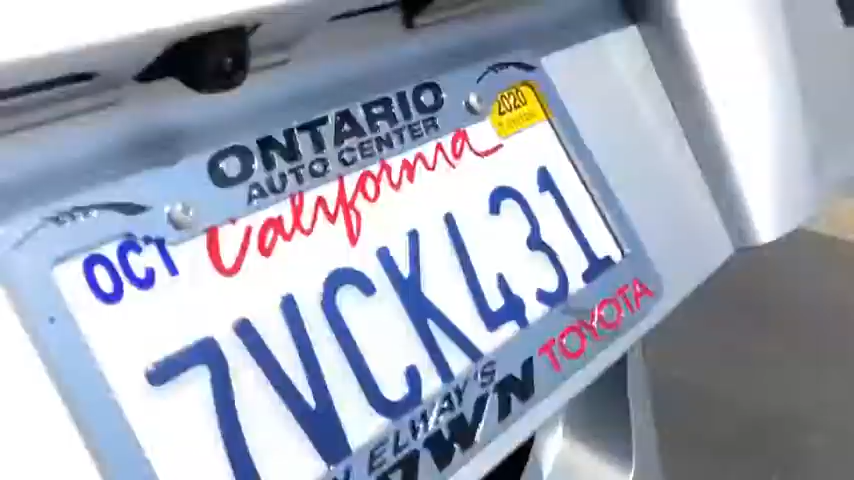 ONTARIO
AUTO CENTER
2020
California
OCT
7VCK431
ELWAY'S
TOYOTA